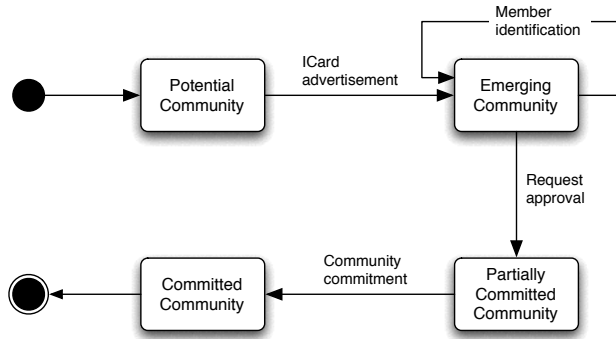 Member
identification
ICard
advertisement
Potential
Community
Emerging
Community
Request
approval
Community
commitment
Committed
Community
Partially
Committed
Community